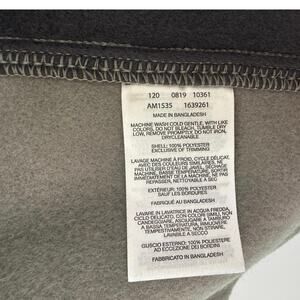 120 0819 10361
AM1535 1639261
MADE IN BANGLADESH
MACHINE WASH COLD GENTLE, WITH LIKE
COLORS, DO NOT BLEACH, TUMBLE DRY
LOW, REMOVE PROMPTLY DO NOT IRON,
DRYCLEANABLE
SHELL: 100% POLYESTER
EXCLUSIVE OF TRIMMING
LAVAGE MACHINE À FROID, CYCLE DÉLICAT,
AVEC DES COULEURS SIMILAIRES, NE
PAS UTILISER D'EAU DE JAVEL, SÉCHAGE
MACHINE, BASSE TEMPÉRATURE, SORTIR
IMMÉDIATEMENT, NE PAS
REPASSER, NETTOYABLE À SEC
EXTÉRIEUR: 100% POLYESTER
SAUF LES BORDURES
FABRIQUÉ AU BANGLADESH
LAVARE IN LAVATRICE IN ACQUA FREDDA,
CICLO DELICATO, CON COLORI SIMILI, NON
CANDEGGIARE, ASCIUGARE A TAMBURO
A BASSA TEMPERATURA, RIMUOVERE
TEMPESTIVAMENTE, NON STIRARE,
LAVABILE A SECCO
GUSCIO ESTERNO: 100% POLIESTERE
AD ECCEZIONE DEI BORDINI
FABBRICATO IN BANGLADESH